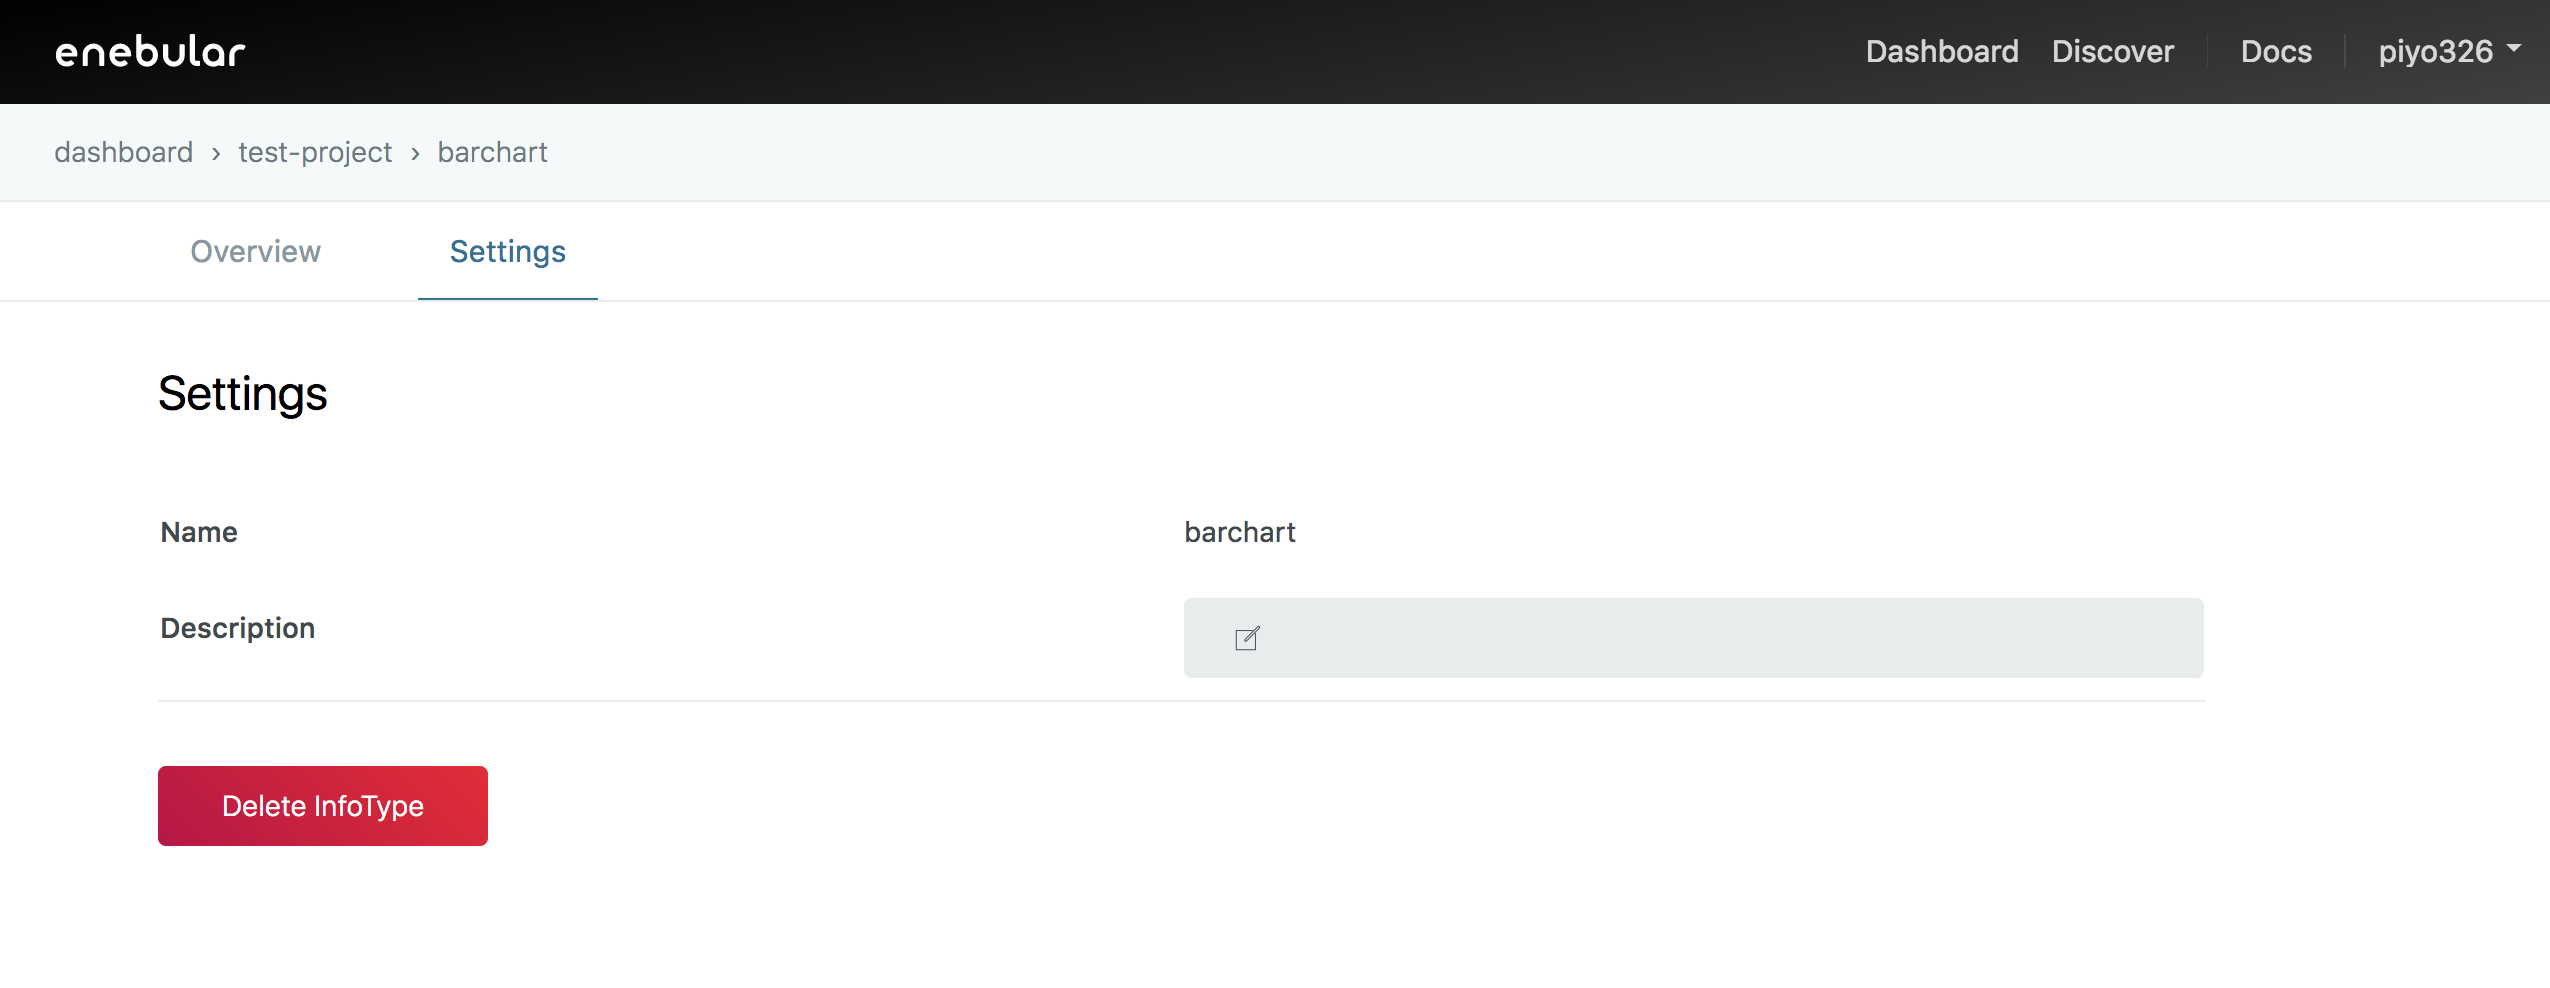 enebular
Dashboard Discover Docs piyo326
dashboard › test-project › barchart
Overview Settings
Settings
Name barchart
Description
Delete InfoType